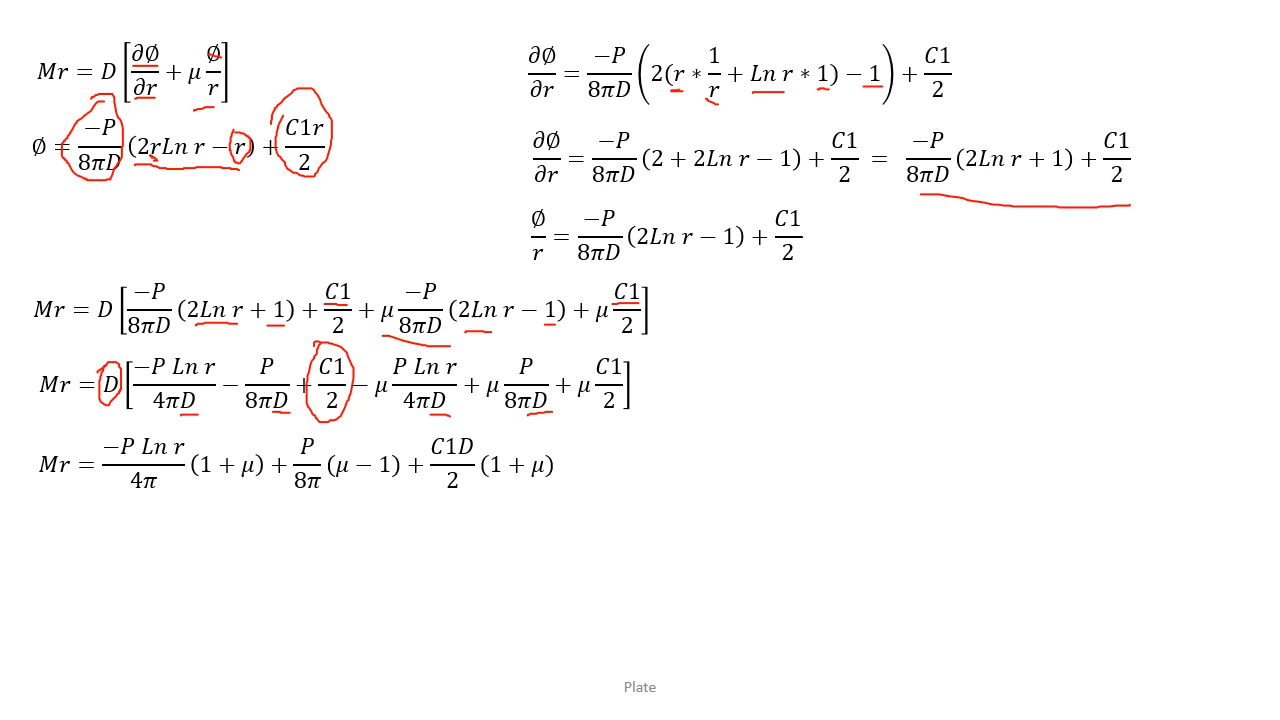 Mr = D [∂∅/∂r + μ ∅/r]
∅ = −P/8πD (2rLn r − r) + C1r/2
∂∅/∂r = −P/8πD (2(r ∗ 1/r + Ln r ∗ 1) − 1) + C1/2
∂∅/∂r = −P/8πD (2 + 2Ln r − 1) + C1/2 = −P/8πD (2Ln r + 1) + C1/2
∅/r = −P/8πD (2Ln r − 1) + C1/2
Mr = D [−P/8πD (2Ln r + 1) + C1/2 + μ −P/8πD (2Ln r − 1) + μ C1/2]
Mr = D [−P Ln r/4πD − P/8πD + C1/2 − μ P Ln r/4πD + μ P/8πD + μ C1/2]
Mr = −P Ln r/4π (1 + μ) + P/8π (μ − 1) + C1D/2 (1 + μ)
Plate